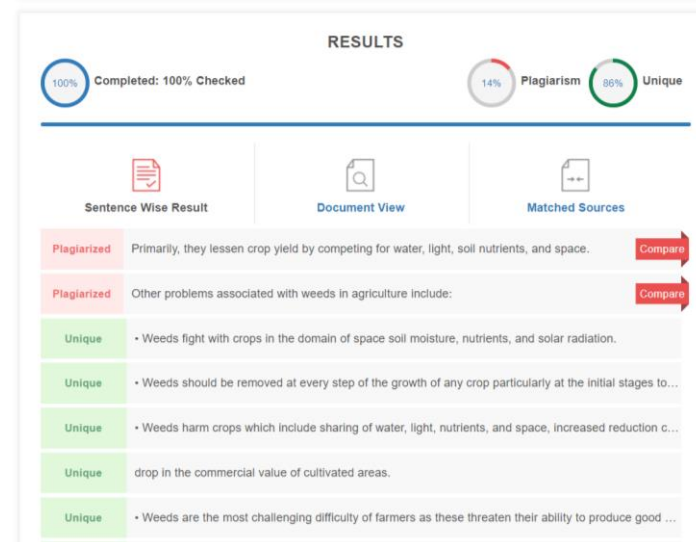 RESULTS
100% Completed: 100% Checked 14% Plagiarism 86% Unique
Sentence Wise Result Document View Matched Sources
Plagiarized Primarily, they lessen crop yield by competing for water, light, soil nutrients, and space. Compare
Plagiarized Other problems associated with weeds in agriculture include: Compare
Unique • Weeds fight with crops in the domain of space soil moisture, nutrients, and solar radiation.
Unique • Weeds should be removed at every step of the growth of any crop particularly at the initial stages to...
Unique • Weeds harm crops which include sharing of water, light, nutrients, and space, increased reduction c...
Unique drop in the commercial value of cultivated areas.
Unique • Weeds are the most challenging difficulty of farmers as these threaten their ability to produce good ...